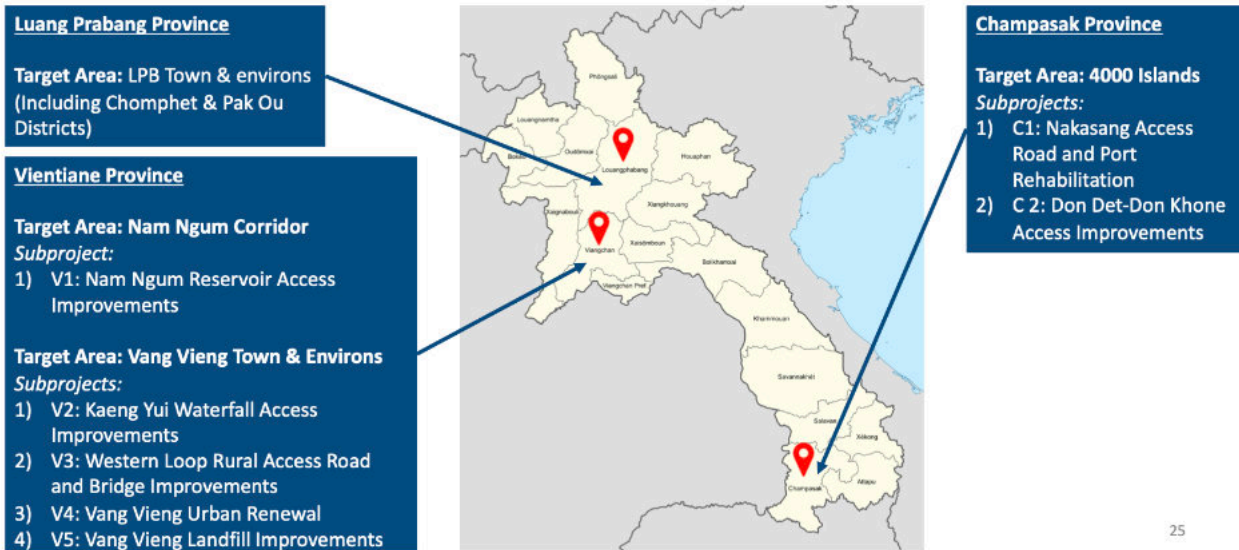 Luang Prabang Province
Target Area: LPB Town & environs
(Including Chomphet & Pak Ou
Districts)
Vientiane Province
Target Area: Nam Ngum Corridor
Subproject:
1) V1: Nam Ngum Reservoir Access
Improvements
Target Area: Vang Vieng Town & Environs
Subprojects:
1) V2: Kaeng Yui Waterfall Access
Improvements
2) V3: Western Loop Rural Access Road
and Bridge Improvements
3) V4: Vang Vieng Urban Renewal
4) V5: Vang Vieng Landfill Improvements
Phôngsali
Louangnamtha
Oudômxai
Bokèo
Louangphabang
Houaphan
Xaignabouli
Xiangkhouang
Viangchan
Xaisômboun
Bolikhamxai
Viangchan Pref.
Khammouan
Savannakhét
Salavan
Xékong
Champasak
Attapu
Champasak Province
Target Area: 4000 Islands
Subprojects:
1) C1: Nakasang Access
Road and Port
Rehabilitation
2) C 2: Don Det-Don Khone
Access Improvements
25